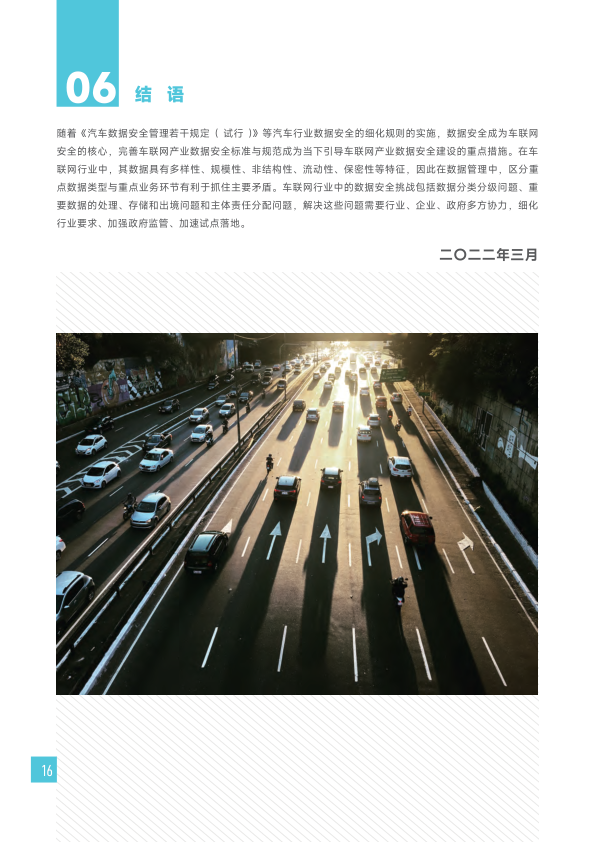 06 结 语
随着《汽车数据安全管理若干规定（试行）》等汽车行业数据安全的细化规则的实施，数据安全成为车联网
安全的核心，完善车联网产业数据安全标准与规范成为当下引导车联网产业数据安全建设的重点措施。在车
联网行业中，其数据具有多样性、规模性、非结构性、流动性、保密性等特征，因此在数据管理中，区分重
点数据类型与重点业务环节有利于抓住主要矛盾。车联网行业中的数据安全挑战包括数据分类分级问题、重
要数据的处理、存储和出境问题和主体责任分配问题，解决这些问题需要行业、企业、政府多方协力，细化
行业要求、加强政府监管、加速试点落地。
二〇二二年三月
16